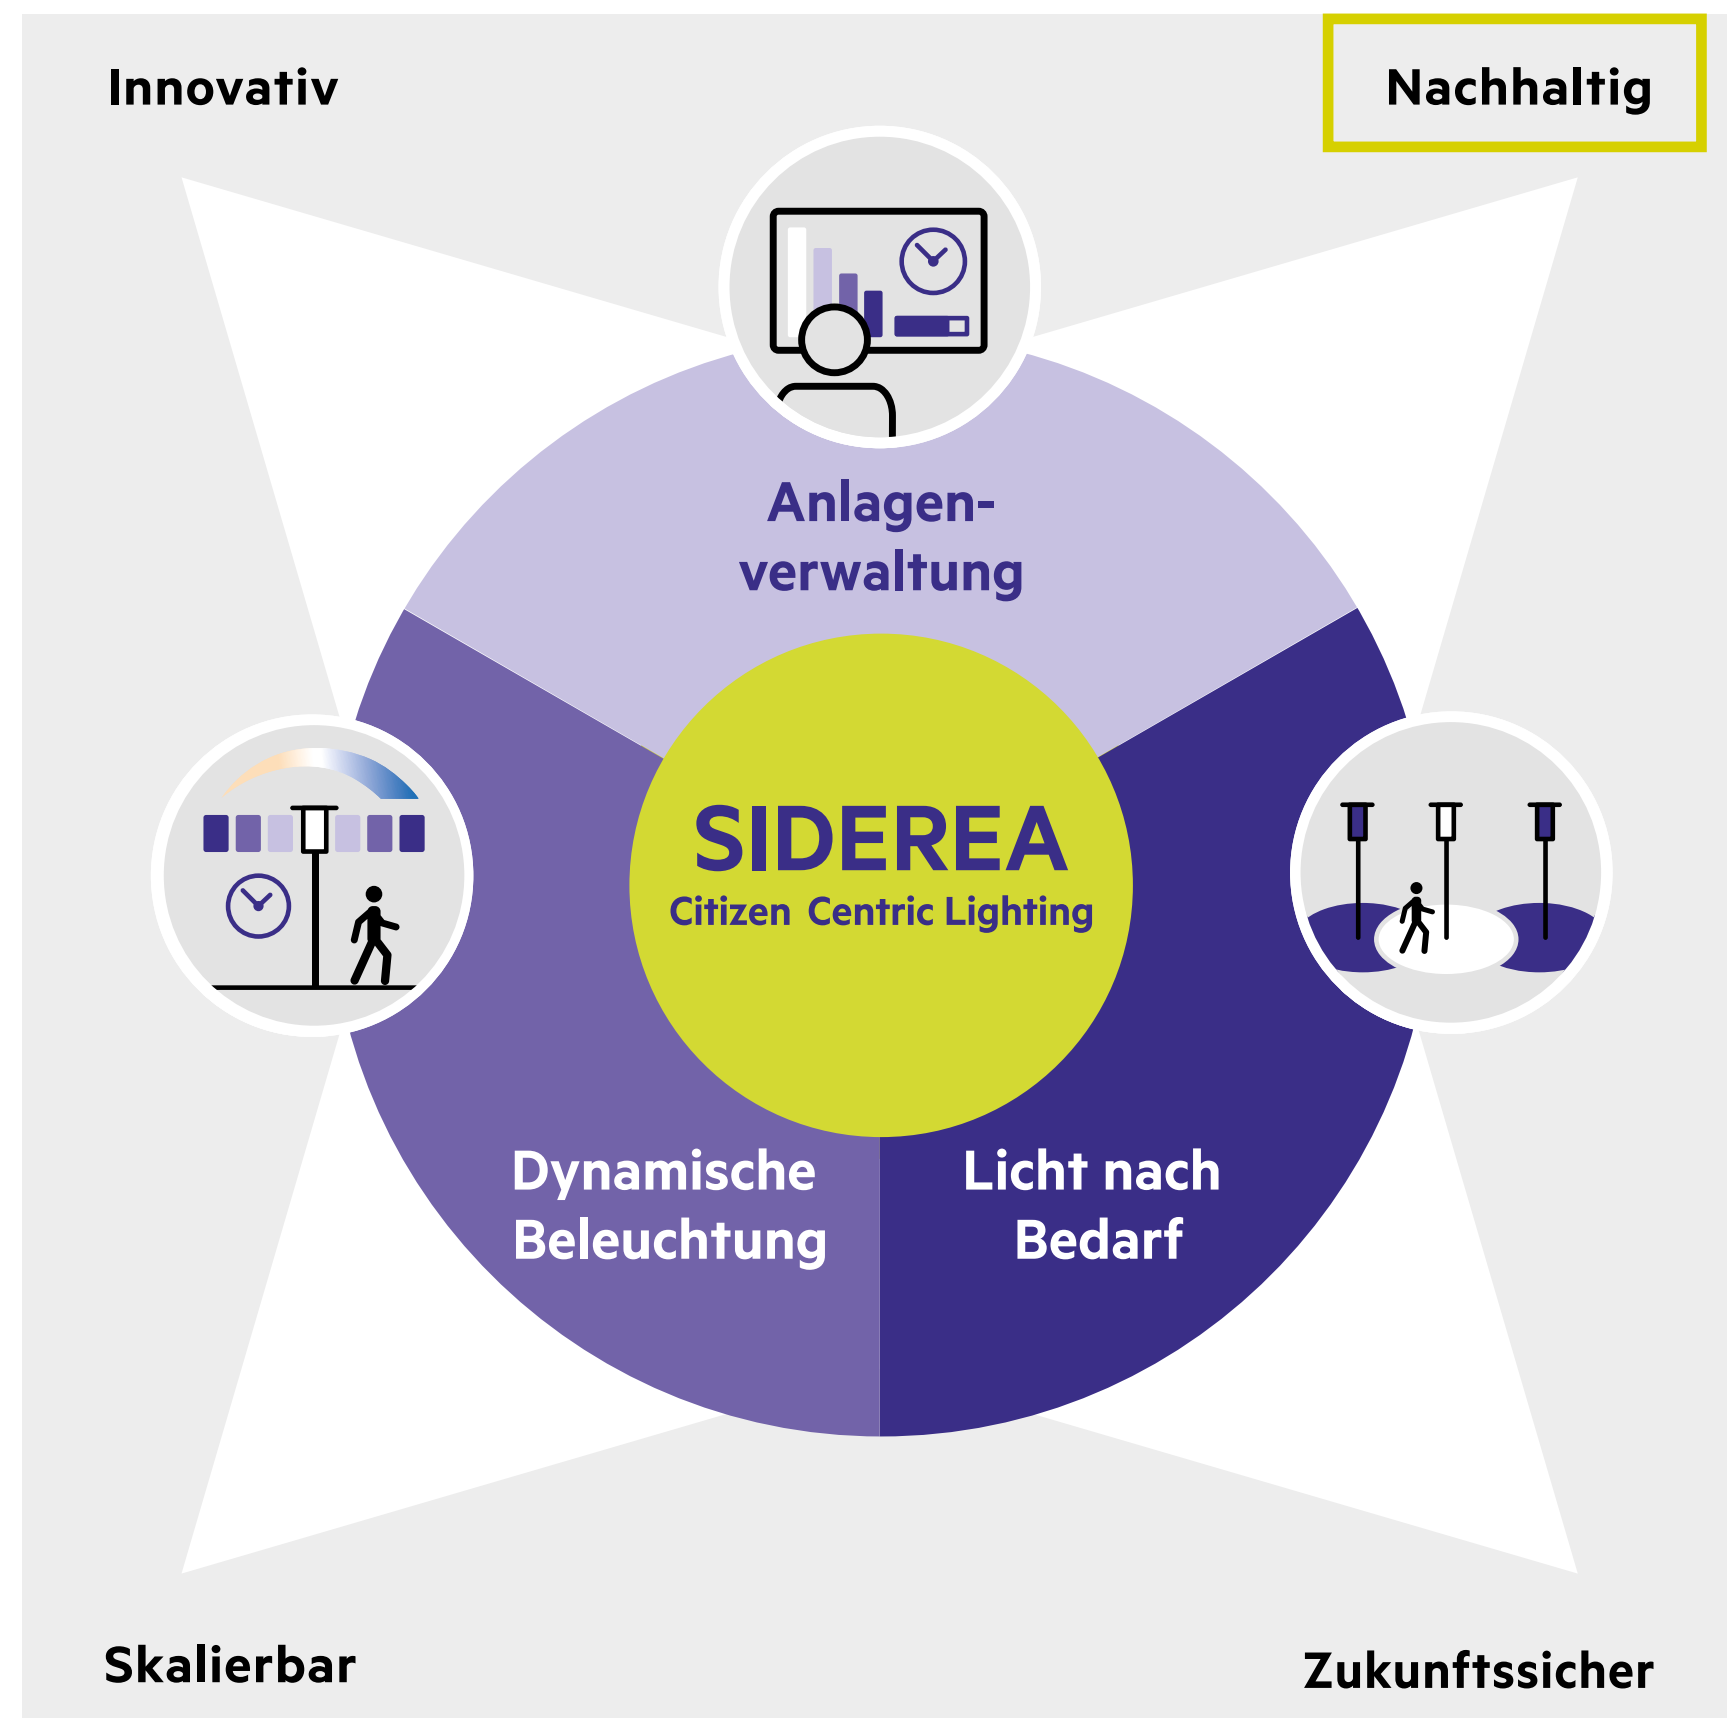 Innovativ
Nachhaltig
Anlagen-
verwaltung
SIDEREA
Citizen Centric Lighting
Dynamische
Beleuchtung
Licht nach
Bedarf
Skalierbar
Zukunftssicher